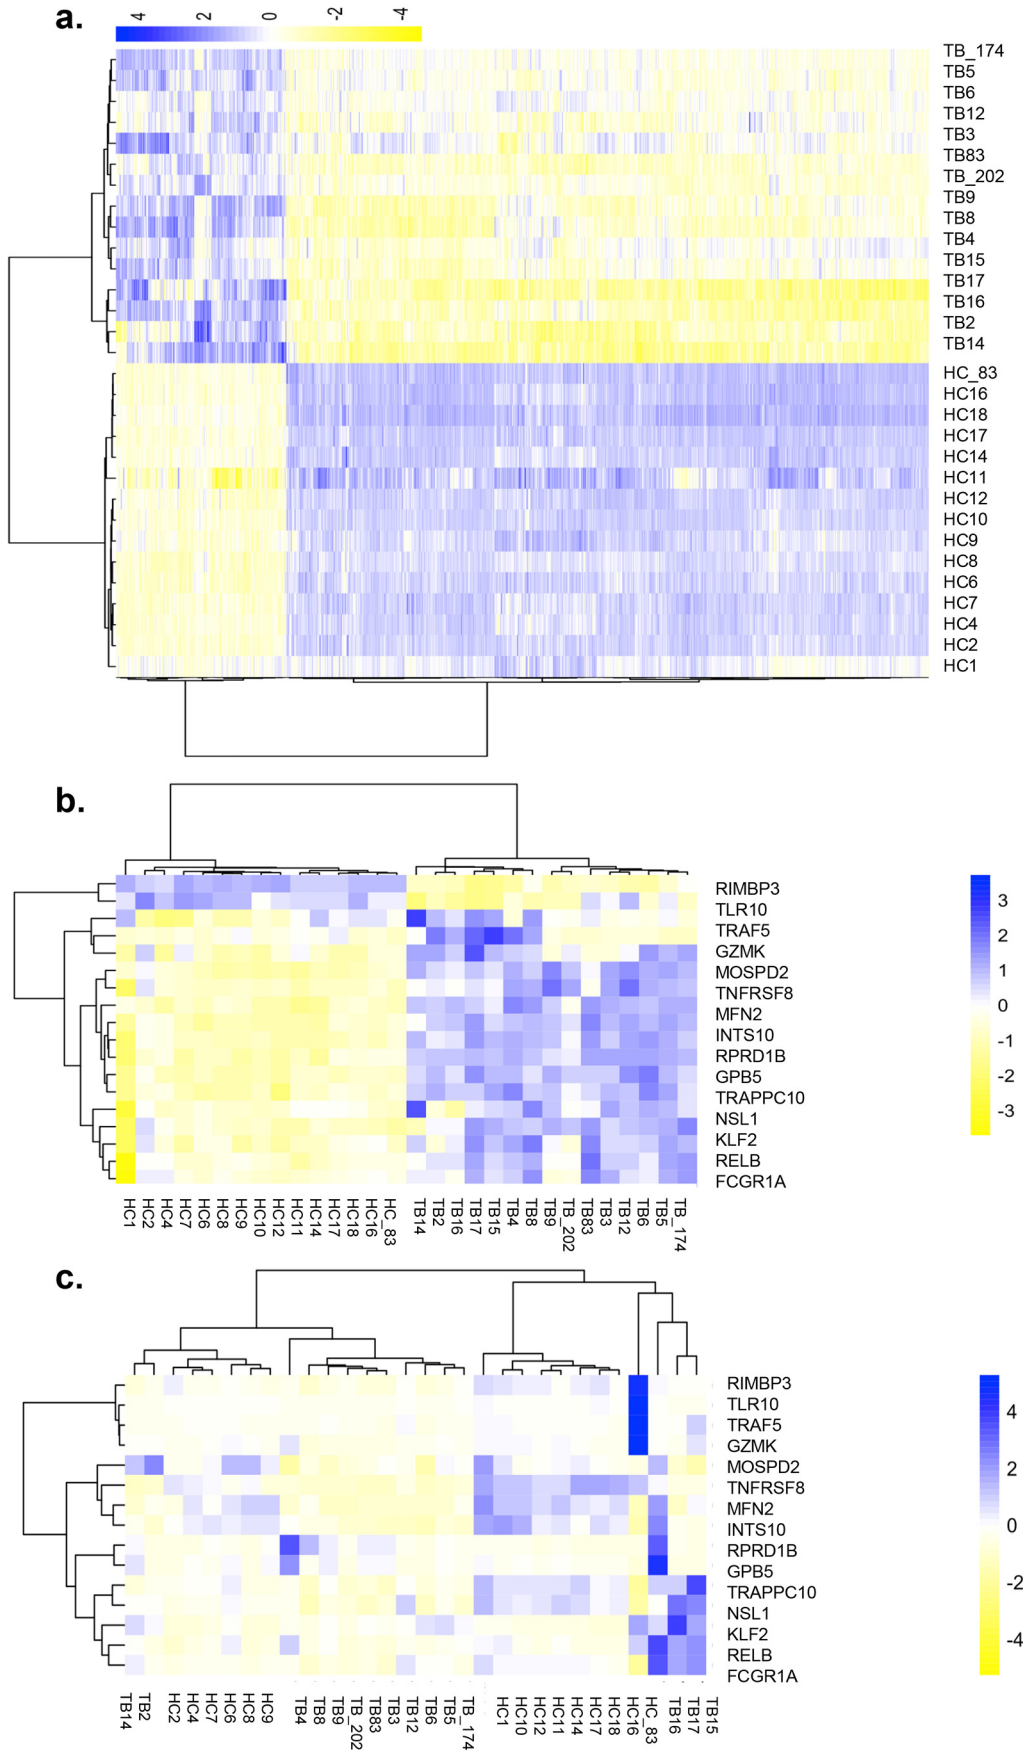 a.
4 2 0 -2 -4
TB_174
TB5
TB6
TB12
TB3
TB83
TB_202
TB9
TB8
TB4
TB15
TB17
TB16
TB2
TB14
HC_83
HC16
HC18
HC17
HC14
HC11
HC12
HC10
HC9
HC8
HC6
HC7
HC4
HC2
HC1
b.
RIMBP3
TLR10
TRAF5
GZMK
MOSPD2
TNFRSF8
MFN2
INTS10
RPRD1B
GPB5
TRAPPC10
NSL1
KLF2
RELB
FCGR1A
3
2
1
0
-1
-2
-3
HC1 HC2 HC4 HC7 HC6 HC8 HC9 HC10 HC12 HC11 HC14 HC17 HC18 HC16 HC_83 TB14 TB2 TB16 TB17 TB15 TB4 TB8 TB9 TB_202 TB83 TB3 TB12 TB6 TB5 TB_174
c.
RIMBP3
TLR10
TRAF5
GZMK
MOSPD2
TNFRSF8
MFN2
INTS10
RPRD1B
GPB5
TRAPPC10
NSL1
KLF2
RELB
FCGR1A
4
2
0
-2
-4
TB14 TB2 HC2 HC4 HC7 HC6 HC8 HC9 TB4 TB8 TB9 TB_202 TB83 TB3 TB12 TB6 TB5 TB_174 HC1 HC10 HC12 HC11 HC14 HC17 HC18 HC16 HC_83 TB16 TB17 TB15